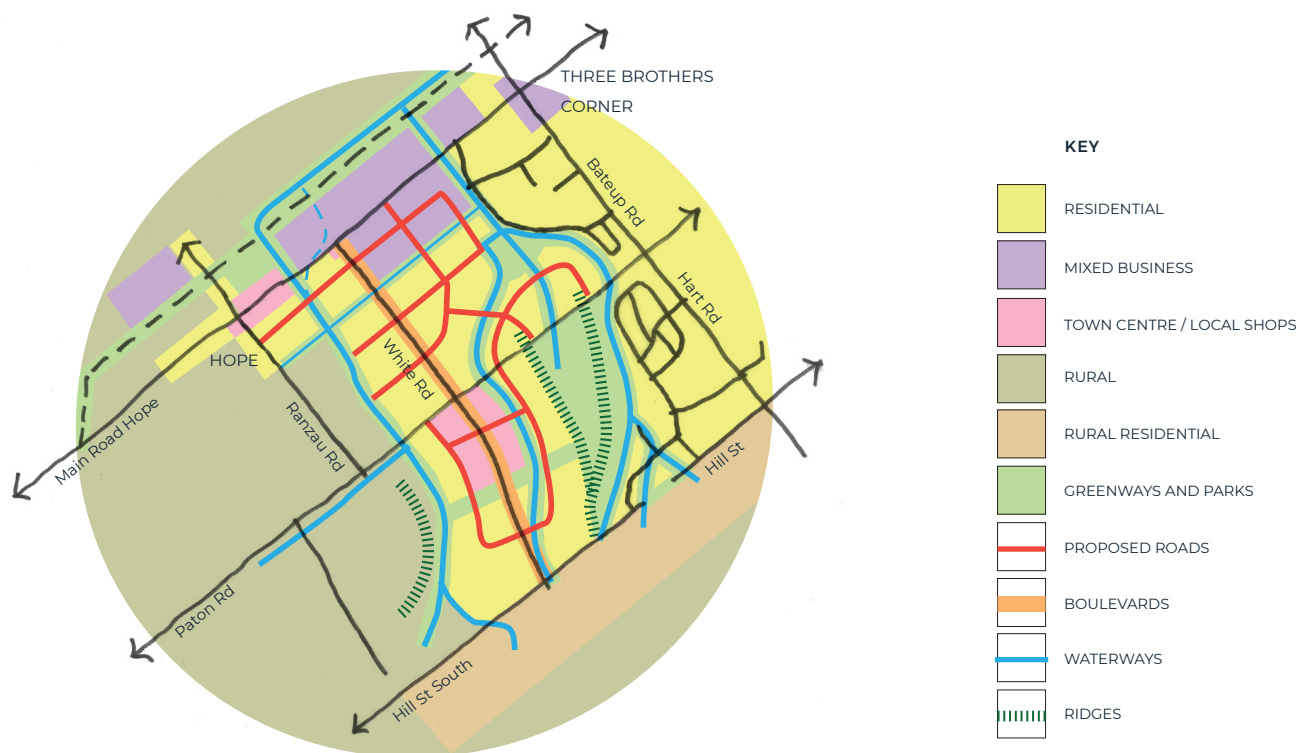 THREE BROTHERS
CORNER
Bateup Rd
Hart Rd
HOPE
White Rd
Main Road Hope
Ranzau Rd
Hill St
Paton Rd
Hill St South
KEY
RESIDENTIAL
MIXED BUSINESS
TOWN CENTRE / LOCAL SHOPS
RURAL
RURAL RESIDENTIAL
GREENWAYS AND PARKS
PROPOSED ROADS
BOULEVARDS
WATERWAYS
RIDGES